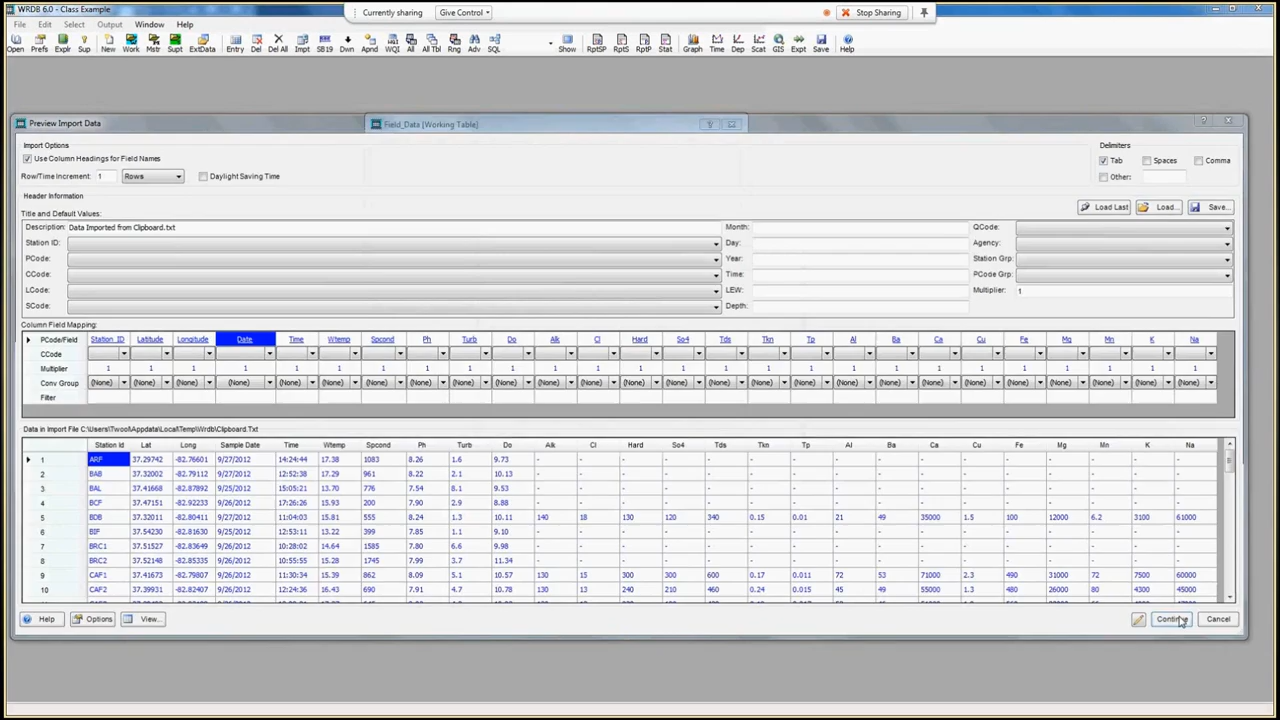 WRDB 6.0 - Class Example
Currently sharing Give Control Stop Sharing
File Edit Select Output Window Help
Open Prefs Explr Sup New Work Mstr Supt ExtData Entry Del Del All Impt SB19 Dwn Apnd WQI All All Tbl Rng Adv SQL Show RptSP RptS RptP Stat Graph Time Dep Scat GIS Expt Save Help
Preview Import Data Field_Data [Working Table]
Import Options Delimiters
Use Column Headings for Field Names Tab Spaces Comma
Row/Time Increment: 1 Rows Daylight Saving Time Other:
Header Information
Title and Default Values: Load Last Load... Save...
Description: Data Imported from Clipboard.txt Month: QCode:
Station ID: Day: Agency:
PCode: Year: Station Grp:
CCode: Time: PCode Grp:
LCode: LEW: Multiplier: 1
SCode: Depth:
Column Field Mapping:
PCode/Field Station_ID Latitude Longitude Date Time Wtemp Spcond Ph Turb Do Alk Cl Hard So4 Tds Tkn Tp Al Ba Ca Cu Fe Mg Mn K Na
CCode
Multiplier 1 1 1 1 1 1 1 1 1 1 1 1 1 1 1 1 1 1 1 1 1 1 1 1 1 1
Conv Group (None) (None) (None) (None) (None) (None) (None) (None) (None) (None) (None) (None) (None) (None) (None) (None) (None) (None) (None) (None) (None) (None) (None) (None) (None) (None)
Filter
Data in Import File C:\Users\Twool\Appdata\Local\Temp\Wrdb\Clipboard.Txt
Station Id Lat Long Sample Date Time Wtemp Spcond Ph Turb Do Alk Cl Hard So4 Tds Tkn Tp Al Ba Ca Cu Fe Mg Mn K Na
1 ARF 37.29742 -82.76601 9/27/2012 14:24:44 17.38 1083 8.26 1.6 9.73 - - - - - - - - - - - - - - - -
2 BAB 37.32002 -82.79112 9/27/2012 12:52:38 17.29 961 8.22 2.1 10.13 - - - - - - - - - - - - - - - -
3 BAL 37.41668 -82.87892 9/25/2012 15:05:21 13.70 776 7.54 8.1 9.53 - - - - - - - - - - - - - - - -
4 BCF 37.47151 -82.92233 9/26/2012 17:26:26 15.93 200 7.90 2.9 8.88 - - - - - - - - - - - - - - - -
5 BDB 37.32011 -82.80411 9/27/2012 11:04:03 15.81 555 8.24 1.3 10.11 140 18 130 120 340 0.15 0.01 21 49 35000 1.5 100 12000 6.2 3100 61000
6 BIF 37.54230 -82.81630 9/25/2012 12:53:11 13.22 399 7.85 1.1 9.10 - - - - - - - - - - - - - - - -
7 BRC1 37.51527 -82.83649 9/26/2012 10:28:02 14.64 1585 7.80 6.6 9.98 - - - - - - - - - - - - - - - -
8 BRC2 37.52148 -82.85335 9/26/2012 10:55:55 15.28 1745 7.99 3.7 11.34 - - - - - - - - - - - - - - - -
9 CAF1 37.41673 -82.79807 9/26/2012 11:30:34 15.39 862 8.09 5.1 10.57 130 15 300 300 600 0.17 0.011 72 53 71000 2.3 490 31000 72 7500 60000
10 CAF2 37.39931 -82.82407 9/26/2012 12:24:36 16.43 690 7.91 4.7 10.78 130 13 240 210 460 0.24 0.015 45 45 55000 2.2 480 26000 80 4300 45000
Help Options View... Continue Cancel